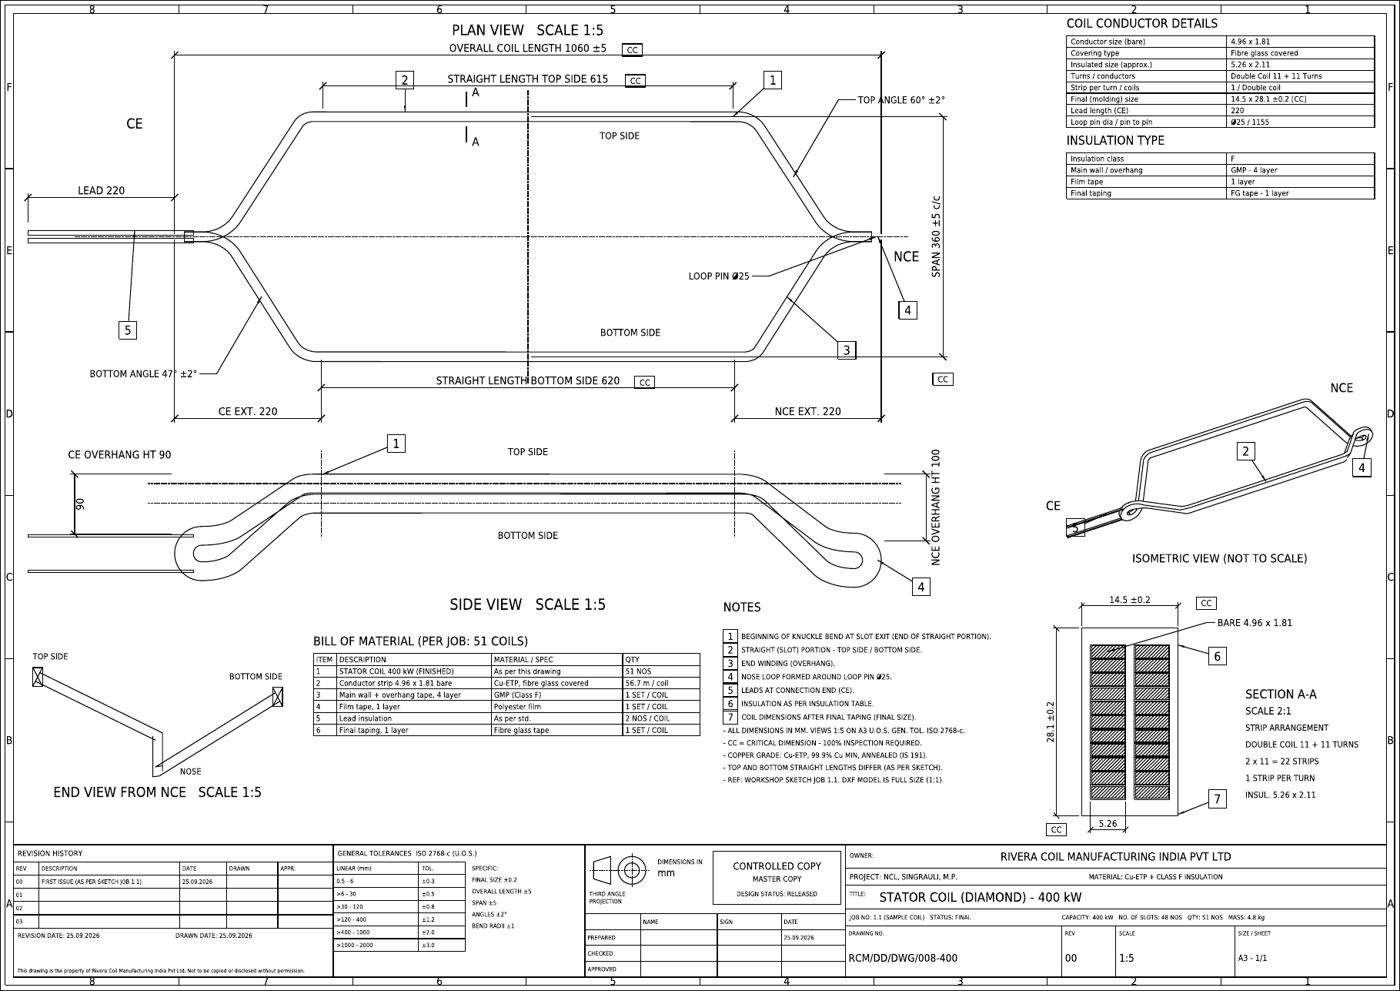 8 7 6 5 4 3 2 1
PLAN VIEW SCALE 1:5
OVERALL COIL LENGTH 1060 ±5 CC
STRAIGHT LENGTH TOP SIDE 615 CC
2
1
A
A
TOP ANGLE 60° ±2°
CE
TOP SIDE
LEAD 220
SPAN 360 ±5 c/c
NCE
LOOP PIN Ø25
5
4
BOTTOM SIDE
3
BOTTOM ANGLE 47° ±2°
STRAIGHT LENGTH BOTTOM SIDE 620 CC
CC
CE EXT. 220
NCE EXT. 220
COIL CONDUCTOR DETAILS
Conductor size (bare) 4.96 x 1.81
Covering type Fibre glass covered
Insulated size (approx.) 5.26 x 2.11
Turns / conductors Double Coil 11 + 11 Turns
Strip per turn / coils 1 / Double coil
Final (molding) size 14.5 x 28.1 ±0.2 [CC]
Lead length (CE) 220
Loop pin dia / pin to pin Ø25 / 1155
INSULATION TYPE
Insulation class F
Main wall / overhang GMP - 4 layer
Film tape 1 layer
Final taping FG tape - 1 layer
F
E
D
C
B
A
F
E
D
C
B
A
1
CE OVERHANG HT 90
TOP SIDE
90
NCE OVERHANG HT 100
BOTTOM SIDE
4
SIDE VIEW SCALE 1:5
NCE
2
4
CE
5
ISOMETRIC VIEW (NOT TO SCALE)
TOP SIDE
BOTTOM SIDE
NOSE
END VIEW FROM NCE SCALE 1:5
BILL OF MATERIAL (PER JOB: 51 COILS)
ITEM DESCRIPTION MATERIAL / SPEC QTY
1 STATOR COIL 400 kW (FINISHED) As per this drawing 51 NOS
2 Conductor strip 4.96 x 1.81 bare Cu-ETP, fibre glass covered 56.7 m / coil
3 Main wall + overhang tape, 4 layer GMP (Class F) 1 SET / COIL
4 Film tape, 1 layer Polyester film 1 SET / COIL
5 Lead insulation As per std. 2 NOS / COIL
6 Final taping, 1 layer Fibre glass tape 1 SET / COIL
NOTES
1 BEGINNING OF KNUCKLE BEND AT SLOT EXIT (END OF STRAIGHT PORTION).
2 STRAIGHT (SLOT) PORTION - TOP SIDE / BOTTOM SIDE.
3 END WINDING (OVERHANG).
4 NOSE LOOP FORMED AROUND LOOP PIN Ø25.
5 LEADS AT CONNECTION END (CE).
6 INSULATION AS PER INSULATION TABLE.
7 COIL DIMENSIONS AFTER FINAL TAPING (FINAL SIZE).
- ALL DIMENSIONS IN MM. VIEWS 1:5 ON A3 U.O.S. GEN. TOL. ISO 2768-c.
- CC = CRITICAL DIMENSION - 100% INSPECTION REQUIRED.
- COPPER GRADE: Cu-ETP, 99.9% Cu MIN, ANNEALED (IS 191).
- TOP AND BOTTOM STRAIGHT LENGTHS DIFFER (AS PER SKETCH).
- REF: WORKSHOP SKETCH JOB 1.1. DXF MODEL IS FULL SIZE (1:1).
14.5 ±0.2 CC
BARE 4.96 x 1.81
6
28.1 ±0.2
7
CC
5.26
SECTION A-A
SCALE 2:1
STRIP ARRANGEMENT
DOUBLE COIL 11 + 11 TURNS
2 x 11 = 22 STRIPS
1 STRIP PER TURN
INSUL. 5.26 x 2.11
REVISION HISTORY
REV DESCRIPTION DATE DRAWN APPR.
00 FIRST ISSUE (AS PER SKETCH JOB 1.1) 25.09.2026
01
02
03
REVISION DATE: 25.09.2026 DRAWN DATE: 25.09.2026
This drawing is the property of Rivera Coil Manufacturing India Pvt Ltd. Not to be copied or disclosed without permission.
GENERAL TOLERANCES ISO 2768-c (U.O.S.)
LINEAR (mm) TOL.
0.5 - 6 ±0.3
>6 - 30 ±0.5
>30 - 120 ±0.8
>120 - 400 ±1.2
>400 - 1000 ±2.0
>1000 - 2000 ±3.0
SPECIFIC:
FINAL SIZE ±0.2
OVERALL LENGTH ±5
SPAN ±5
ANGLES ±2°
BEND RADII ±1
THIRD ANGLE
PROJECTION
DIMENSIONS IN
mm
CONTROLLED COPY
MASTER COPY
DESIGN STATUS: RELEASED
NAME SIGN DATE
PREPARED 25.09.2026
CHECKED
APPROVED
OWNER: RIVERA COIL MANUFACTURING INDIA PVT LTD
PROJECT: NCL, SINGRAULI, M.P. MATERIAL: Cu-ETP + CLASS F INSULATION
TITLE: STATOR COIL (DIAMOND) - 400 kW
JOB NO: 1.1 (SAMPLE COIL) STATUS: FINAL CAPACITY: 400 kW NO. OF SLOTS: 48 NOS QTY: 51 NOS MASS: 4.8 kg
DRAWING NO. REV SCALE SIZE / SHEET
RCM/DD/DWG/008-400 00 1:5 A3 - 1/1
8 7 6 5 4 3 2 1